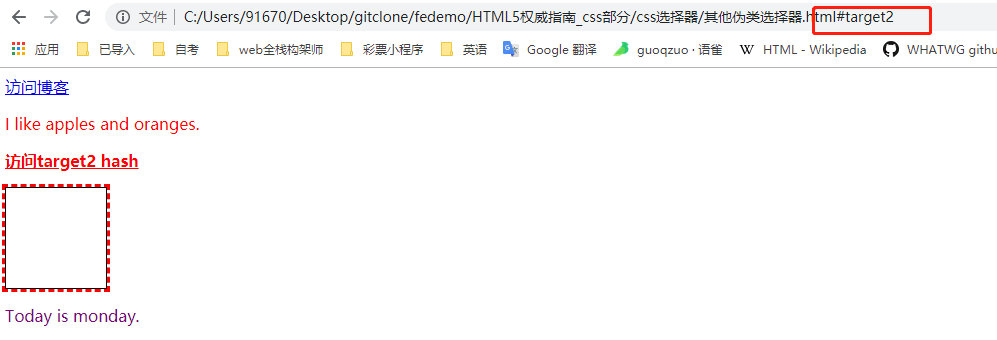 文件 C:/Users/91670/Desktop/gitclone/fedemo/HTML5权威指南_css部分/css选择器/其他伪类选择器.html#target2
应用 已导入 自考 web全栈构架师 彩票小程序 英语 Google 翻译 guoqzuo · 语雀 W HTML - Wikipedia WHATWG githu
访问博客
I like apples and oranges.
访问target2 hash
Today is monday.